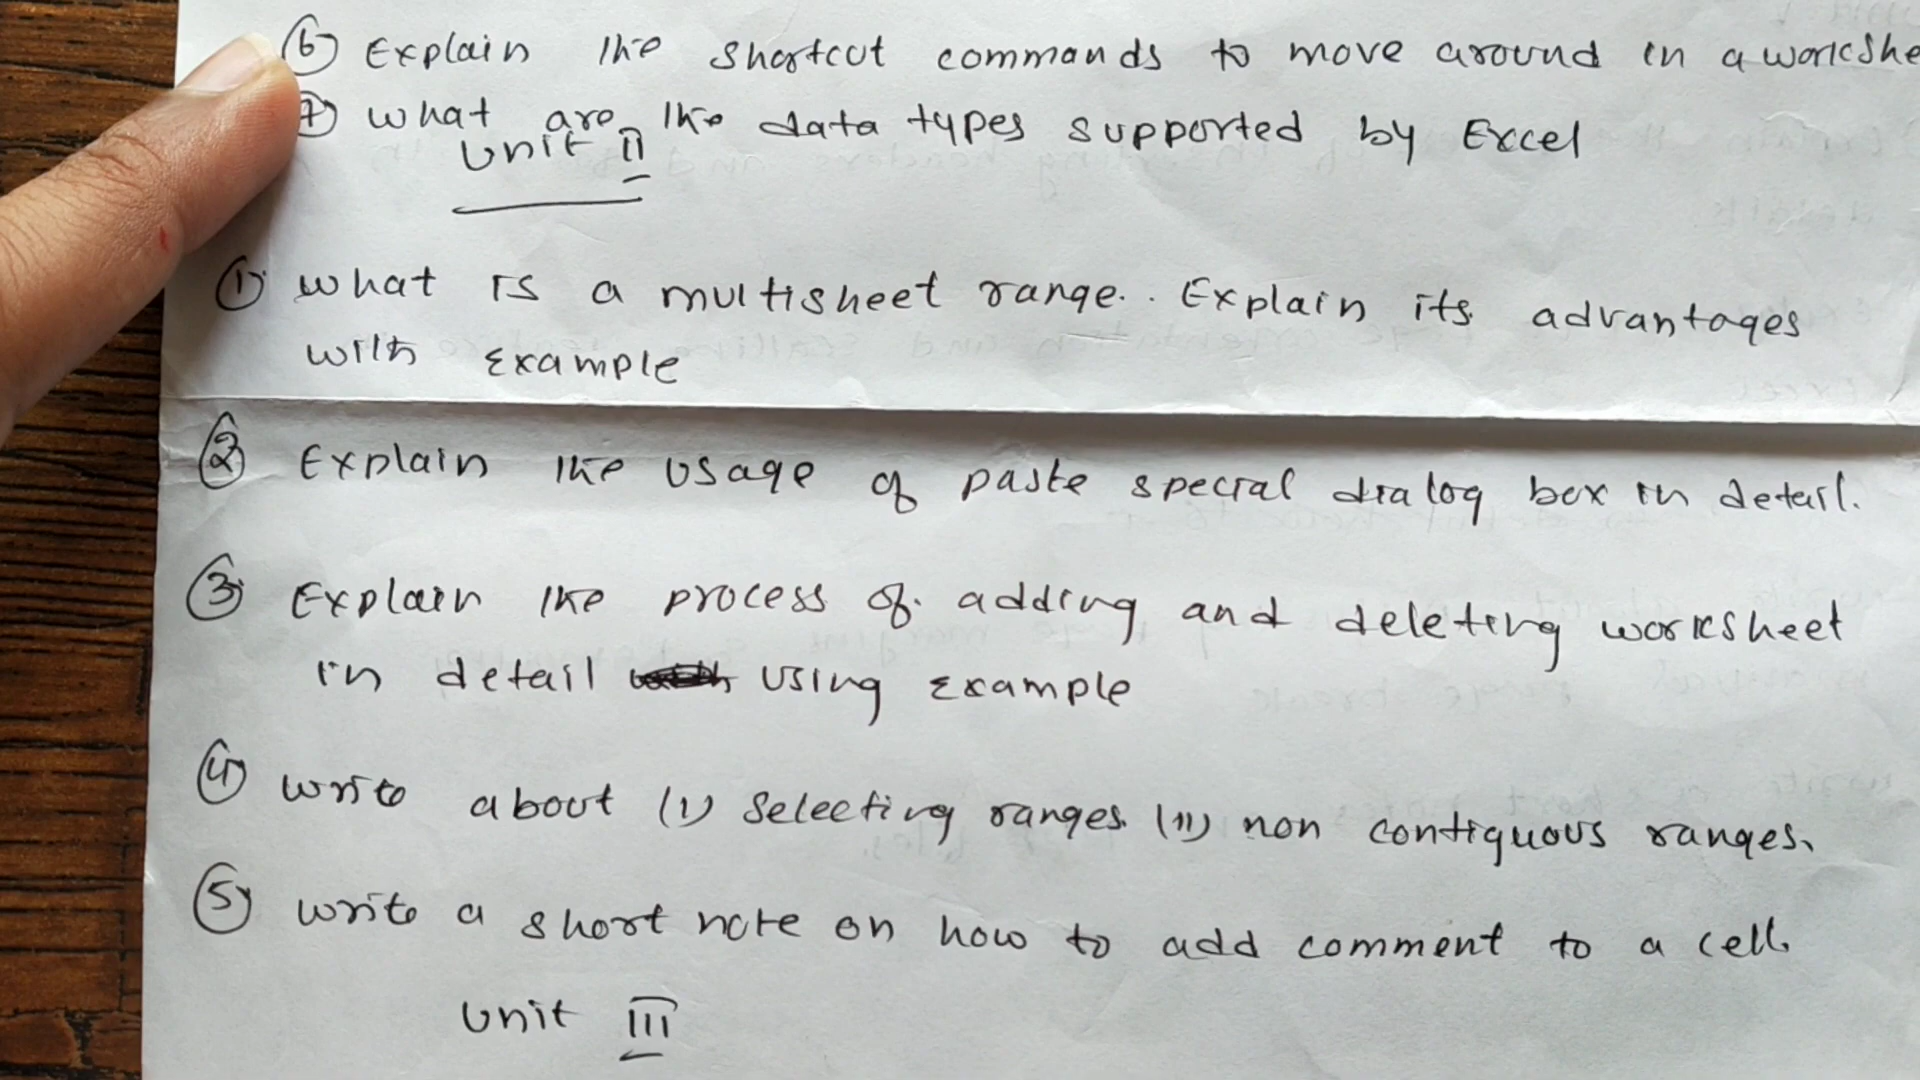 ⑥ Explain the shortcut commands to move around in a workshe
⑦ what are the data types supported by Excel
Unit II
① what is a multisheet range. Explain its advantages
with example
② Explain the usage of paste special dialog box in detail.
③ Explain the process of adding and deleting worksheet
in detail using example
④ write about (i) Selecting ranges (ii) non contiguous ranges.
⑤ write a short note on how to add comment to a cell.
Unit III